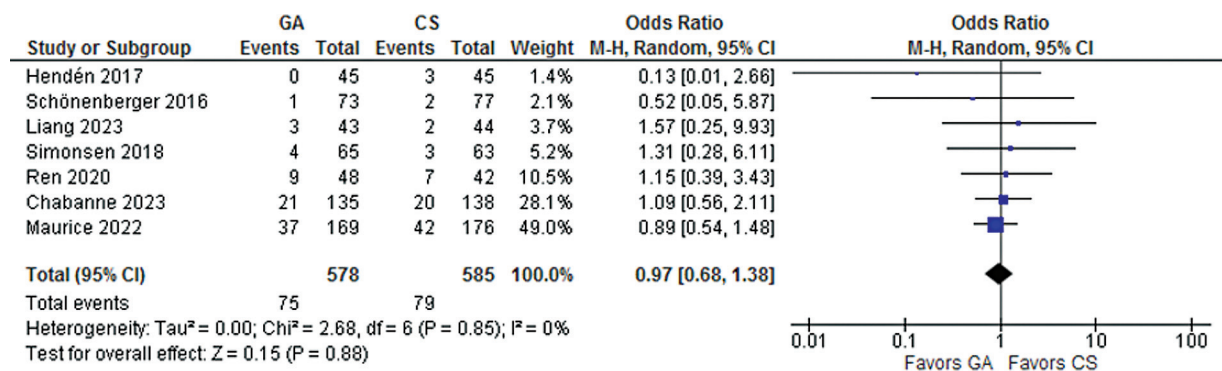 GA CS Odds Ratio Odds Ratio
Study or Subgroup Events Total Events Total Weight M-H, Random, 95% CI M-H, Random, 95% CI
Hendén 2017 0 45 3 45 1.4% 0.13 [0.01, 2.66]
Schönenberger 2016 1 73 2 77 2.1% 0.52 [0.05, 5.87]
Liang 2023 3 43 2 44 3.7% 1.57 [0.25, 9.93]
Simonsen 2018 4 65 3 63 5.2% 1.31 [0.28, 6.11]
Ren 2020 9 48 7 42 10.5% 1.15 [0.39, 3.43]
Chabanne 2023 21 135 20 138 28.1% 1.09 [0.56, 2.11]
Maurice 2022 37 169 42 176 49.0% 0.89 [0.54, 1.48]
Total (95% CI) 578 585 100.0% 0.97 [0.68, 1.38]
Total events 75 79
Heterogeneity: Tau² = 0.00; Chi² = 2.68, df = 6 (P = 0.85); I² = 0%
Test for overall effect: Z = 0.15 (P = 0.88)
0.01 0.1 1 10 100
Favors GA Favors CS